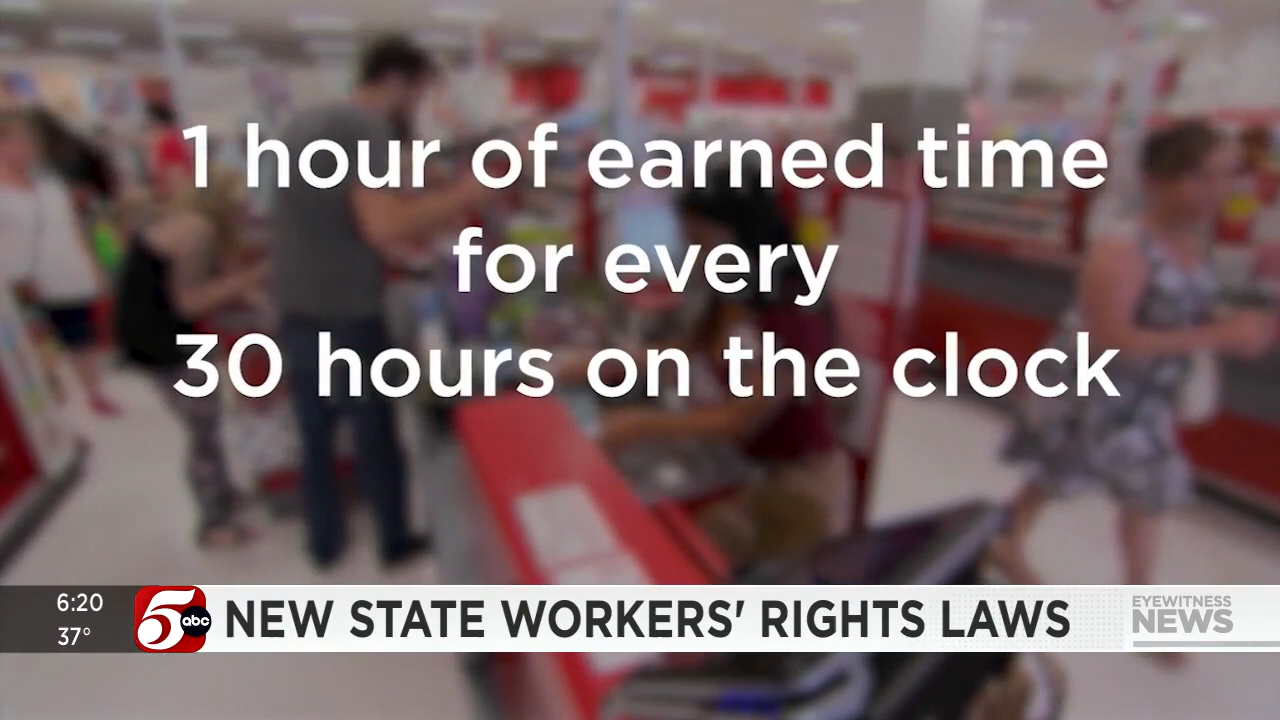 1 hour of earned time
for every
30 hours on the clock
6:20
37°
5 abc
NEW STATE WORKERS' RIGHTS LAWS
EYEWITNESS
NEWS